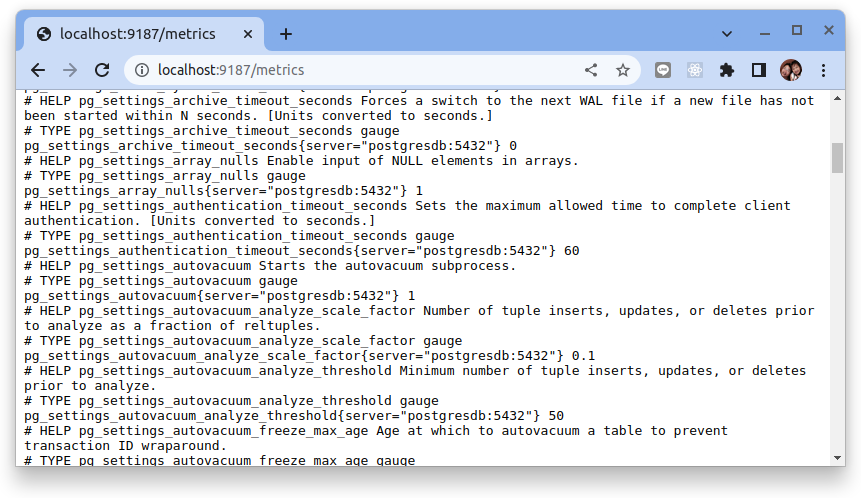 localhost:9187/metrics
localhost:9187/metrics
LINE
# HELP pg_settings_archive_timeout_seconds Forces a switch to the next WAL file if a new file has not
been started within N seconds. [Units converted to seconds.]
# TYPE pg_settings_archive_timeout_seconds gauge
pg_settings_archive_timeout_seconds{server="postgresdb:5432"} 0
# HELP pg_settings_array_nulls Enable input of NULL elements in arrays.
# TYPE pg_settings_array_nulls gauge
pg_settings_array_nulls{server="postgresdb:5432"} 1
# HELP pg_settings_authentication_timeout_seconds Sets the maximum allowed time to complete client
authentication. [Units converted to seconds.]
# TYPE pg_settings_authentication_timeout_seconds gauge
pg_settings_authentication_timeout_seconds{server="postgresdb:5432"} 60
# HELP pg_settings_autovacuum Starts the autovacuum subprocess.
# TYPE pg_settings_autovacuum gauge
pg_settings_autovacuum{server="postgresdb:5432"} 1
# HELP pg_settings_autovacuum_analyze_scale_factor Number of tuple inserts, updates, or deletes prior
to analyze as a fraction of reltuples.
# TYPE pg_settings_autovacuum_analyze_scale_factor gauge
pg_settings_autovacuum_analyze_scale_factor{server="postgresdb:5432"} 0.1
# HELP pg_settings_autovacuum_analyze_threshold Minimum number of tuple inserts, updates, or deletes
prior to analyze.
# TYPE pg_settings_autovacuum_analyze_threshold gauge
pg_settings_autovacuum_analyze_threshold{server="postgresdb:5432"} 50
# HELP pg_settings_autovacuum_freeze_max_age Age at which to autovacuum a table to prevent
transaction ID wraparound.
# TYPE pg_settings_autovacuum_freeze_max_age gauge